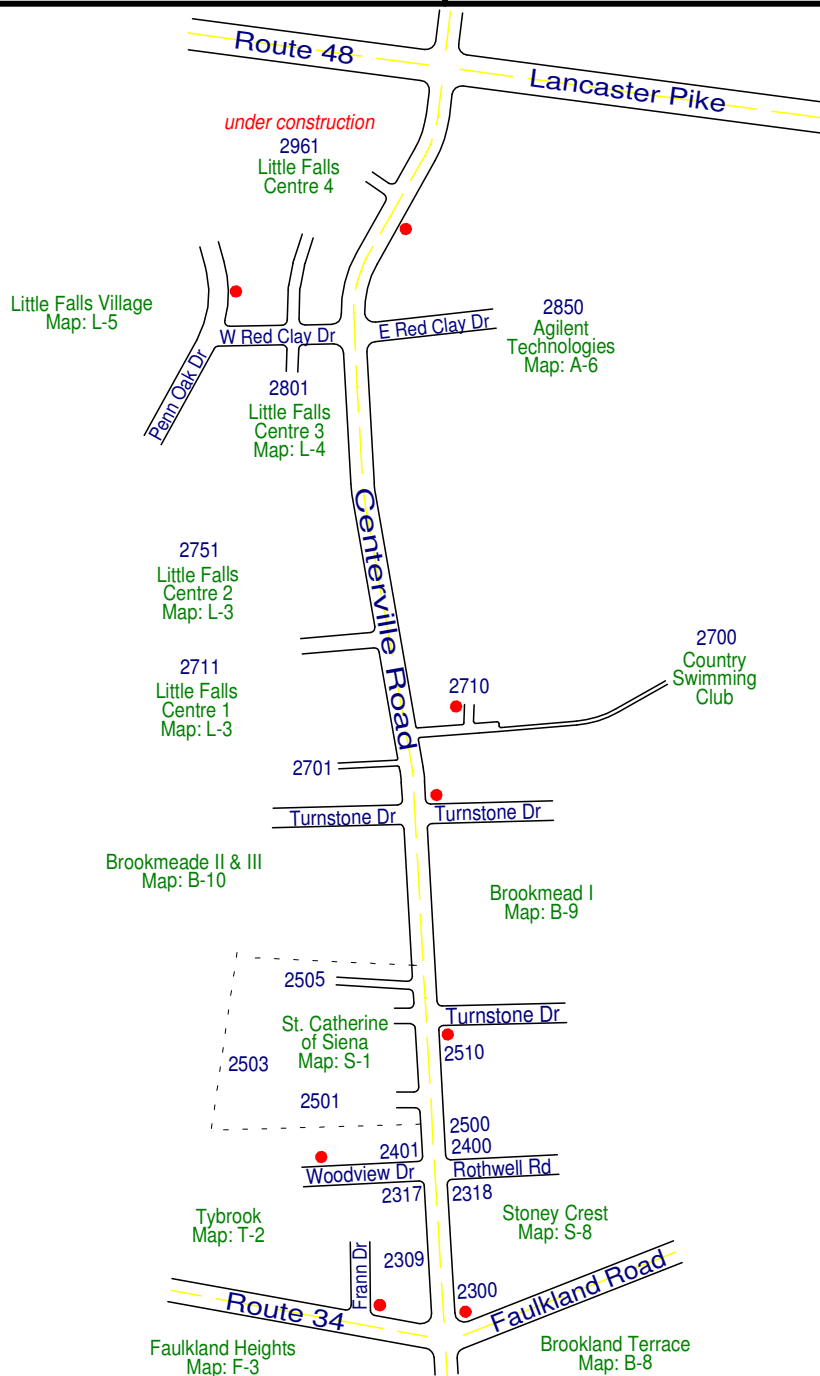 Route 48
Lancaster Pike
under construction
2961
Little Falls
Centre 4
Little Falls Village
Map: L-5
W Red Clay Dr
E Red Clay Dr
2850
Agilent
Technologies
Map: A-6
Penn Oak Dr
2801
Little Falls
Centre 3
Map: L-4
Centerville Road
2751
Little Falls
Centre 2
Map: L-3
2711
Little Falls
Centre 1
Map: L-3
2700
Country
Swimming
Club
2710
2701
Turnstone Dr
Turnstone Dr
Brookmeade II & III
Map: B-10
Brookmead I
Map: B-9
2505
Turnstone Dr
St. Catherine
of Siena
Map: S-1
2510
2503
2501
2500
2401
2400
Woodview Dr
Rothwell Rd
2317
2318
Tybrook
Map: T-2
Stoney Crest
Map: S-8
Frann Dr
2309
2300
Route 34
Faulkland Road
Faulkland Heights
Map: F-3
Brookland Terrace
Map: B-8